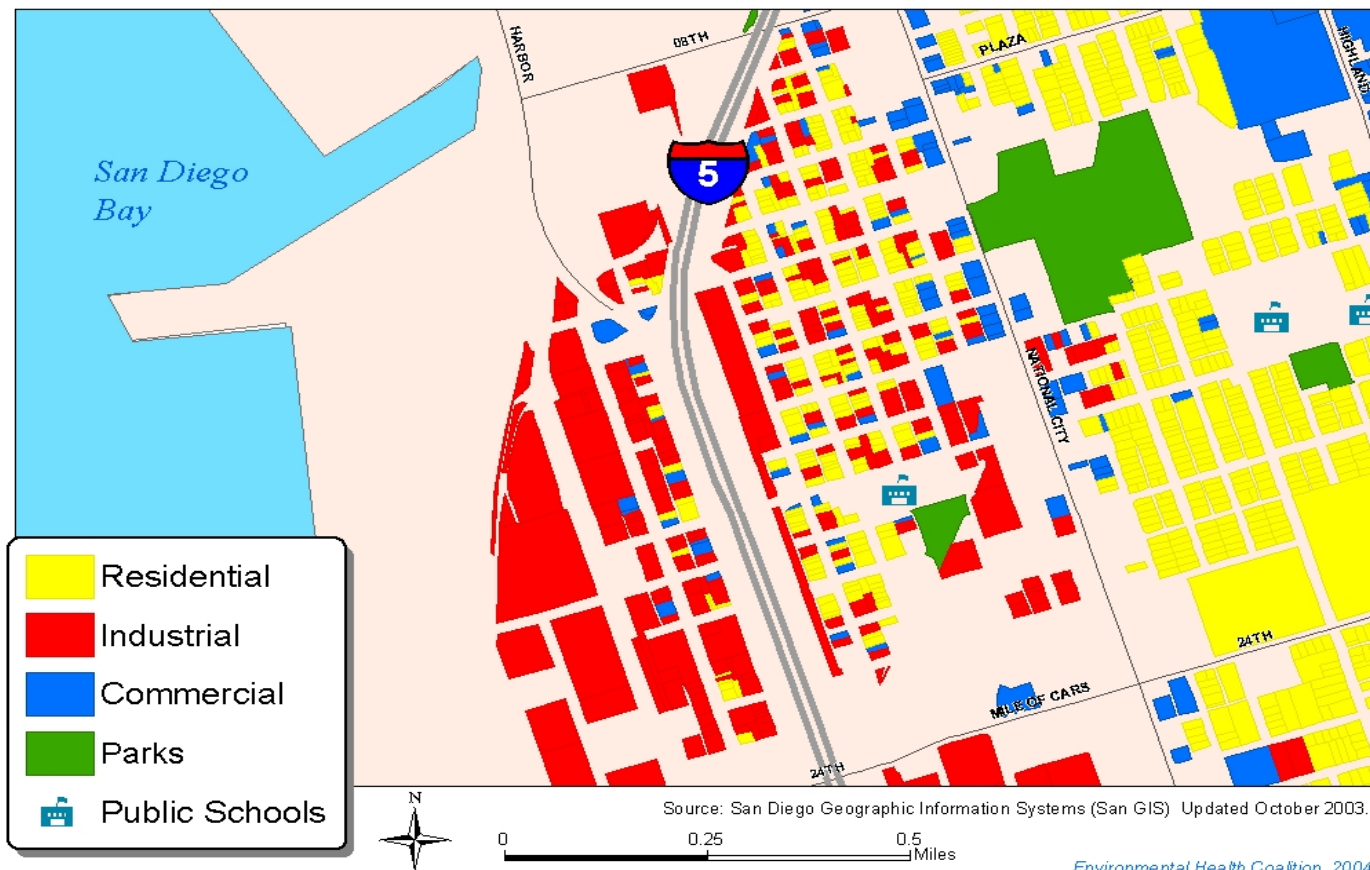 HARBOR
08TH
PLAZA
HIGHLAND
San Diego
Bay
5
NATIONAL CITY
24TH
MILE OF CARS
24TH
Residential
Industrial
Commercial
Parks
Public Schools
N
Source: San Diego Geographic Information Systems (San GIS) Updated October 2003.
0 0.25 0.5
Miles
Environmental Health Coalition, 2004